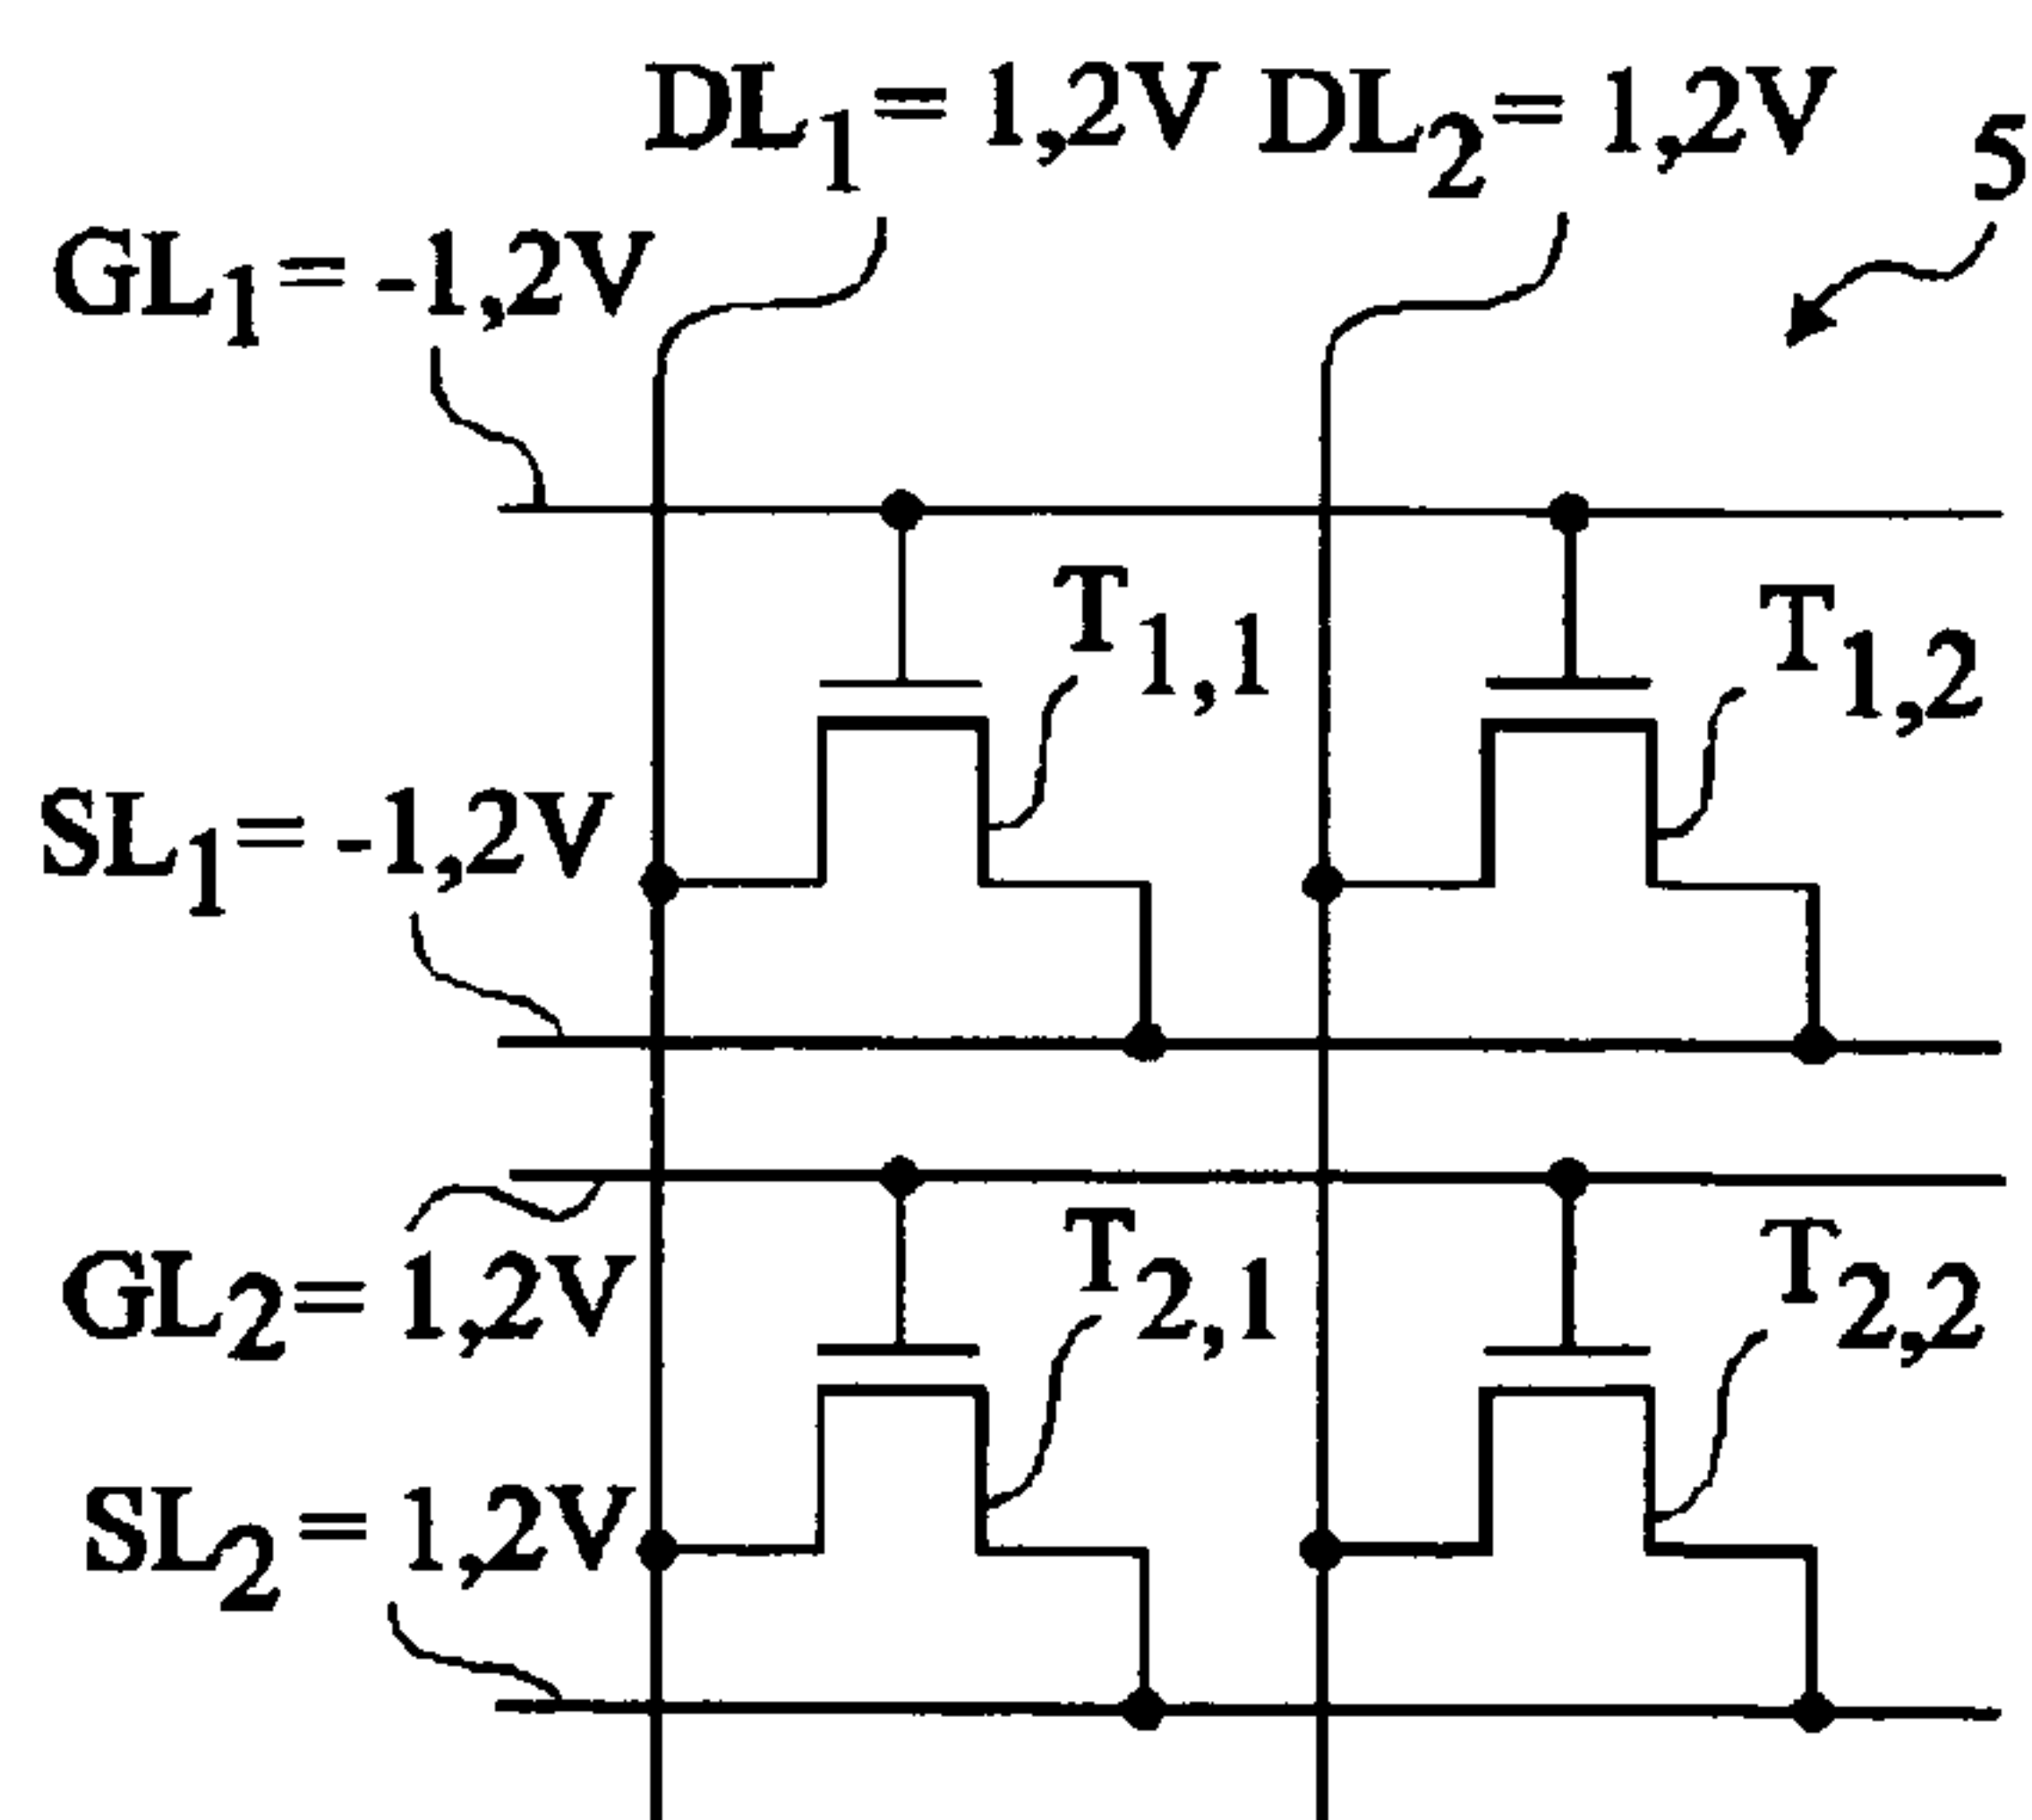 DL1= 1,2V DL2= 1,2V
5
GL1= -1,2V
T1,1
T1,2
SL1= -1,2V
GL2= 1,2V
T2,1
T2,2
SL2= 1,2V